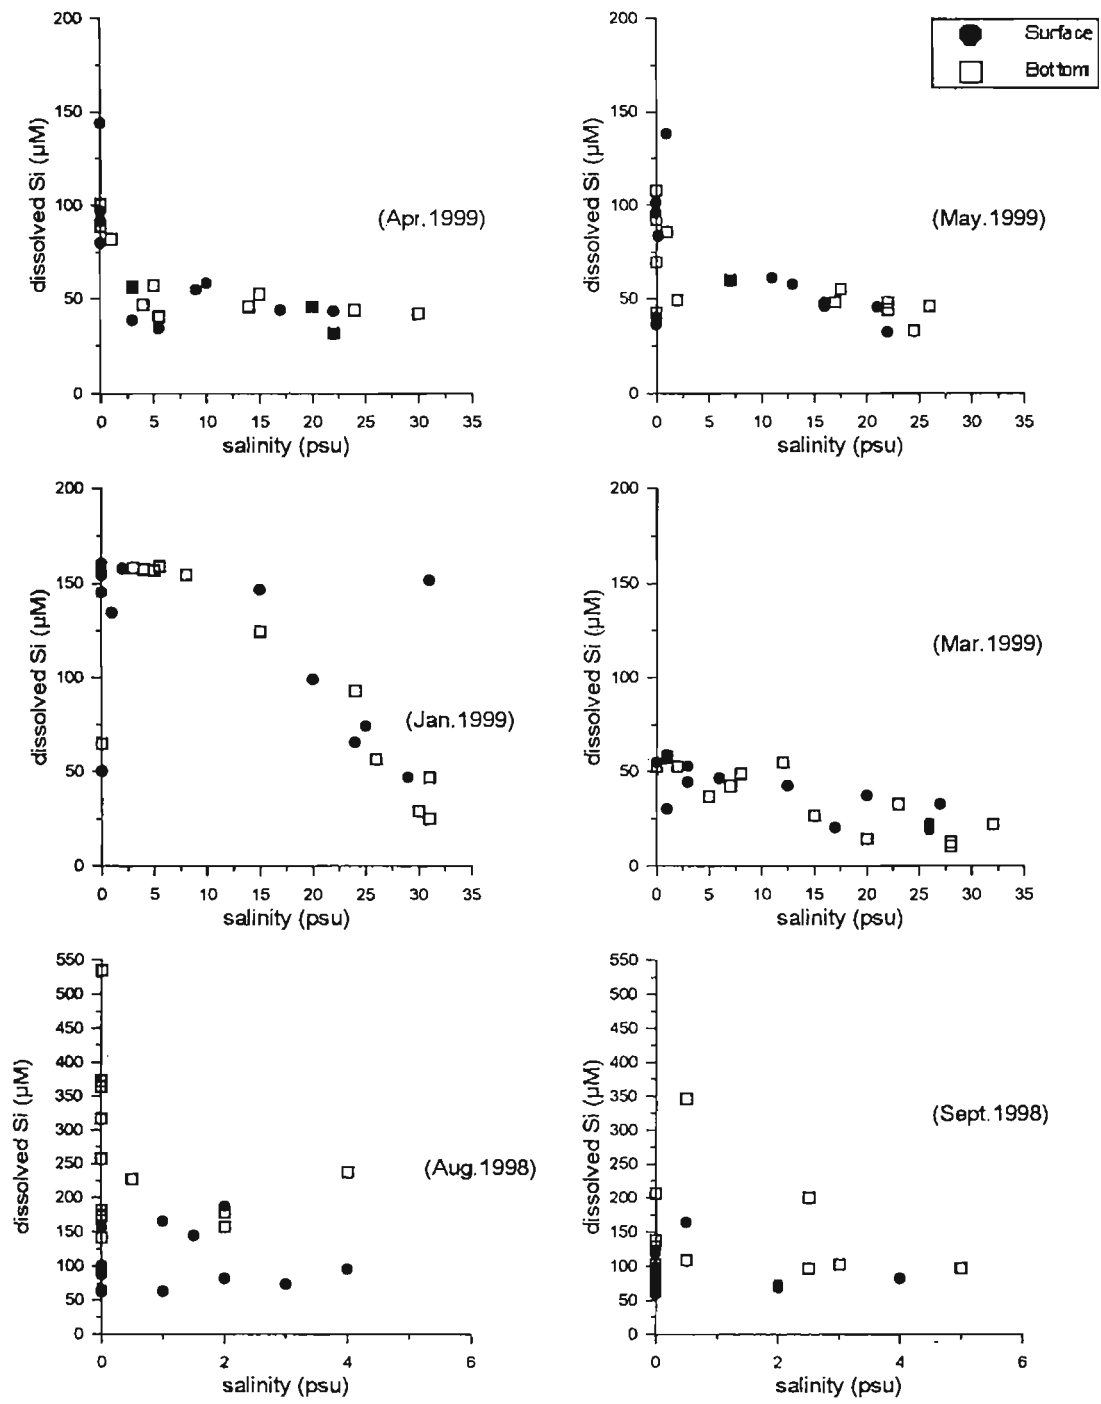 200
150
100
50
0
dissolved Si (µM)
(Apr.1999)
0 5 10 15 20 25 30 35
salinity (psu)
200
150
100
50
0
dissolved Si (µM)
Surface
Bottom
(May.1999)
0 5 10 15 20 25 30 35
salinity (psu)
200
150
100
50
0
dissolved Si (µM)
(Jan.1999)
0 5 10 15 20 25 30 35
salinity (psu)
200
150
100
50
0
dissolved Si (µM)
(Mar.1999)
0 5 10 15 20 25 30 35
salinity (psu)
550
500
450
400
350
300
250
200
150
100
50
0
dissolved Si (µM)
(Aug.1998)
0 2 4 6
salinity (psu)
550
500
450
400
350
300
250
200
150
100
50
0
dissolved Si (µM)
(Sept.1998)
0 2 4 6
salinity (psu)